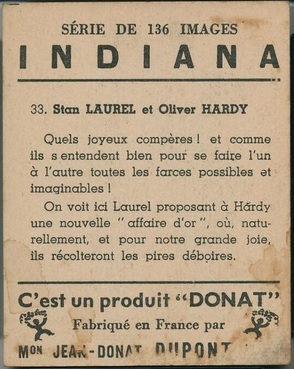 SÉRIE DE 136 IMAGES
INDIANA
33. Stan LAUREL et Oliver HARDY
Quels joyeux compères ! et comme
ils s entendent bien pour se faire l'un
à l'autre toutes les farces possibles et
imaginables !
On voit ici Laurel proposant à Hardy
une nouvelle "affaire d'or", où, natu-
rellement, et pour notre grande joie,
ils récolteront les pires déboires.
C'est un produit "DONAT"
Fabriqué en France par
MON JEAN-DONAT DUPONT